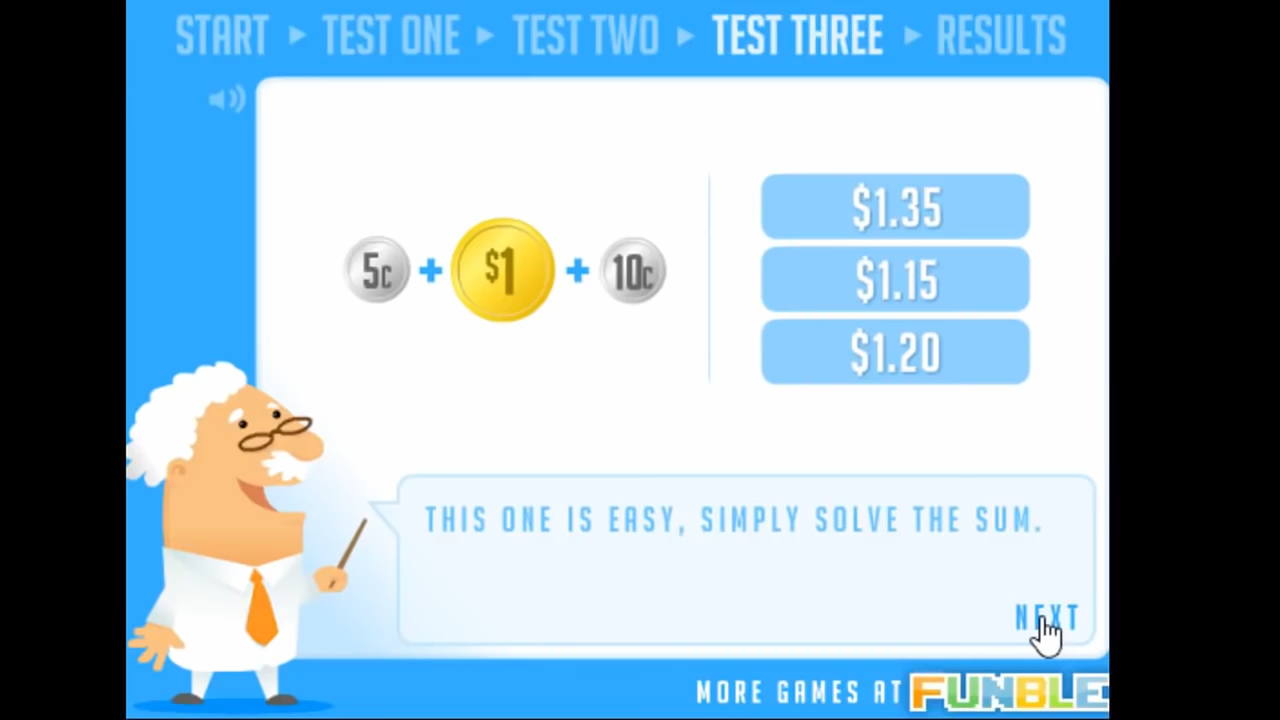 START ▶ TEST ONE ▶ TEST TWO ▶ TEST THREE ▶ RESULTS
5c + $1 + 10c
$1.35
$1.15
$1.20
THIS ONE IS EASY, SIMPLY SOLVE THE SUM.
NEXT
MORE GAMES AT FUNBLE